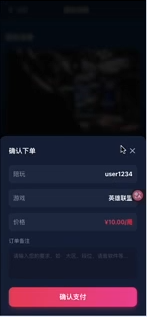 确认下单
陪玩
user1234
游戏
英雄联盟
价格
¥10.00/局
订单备注
确认支付